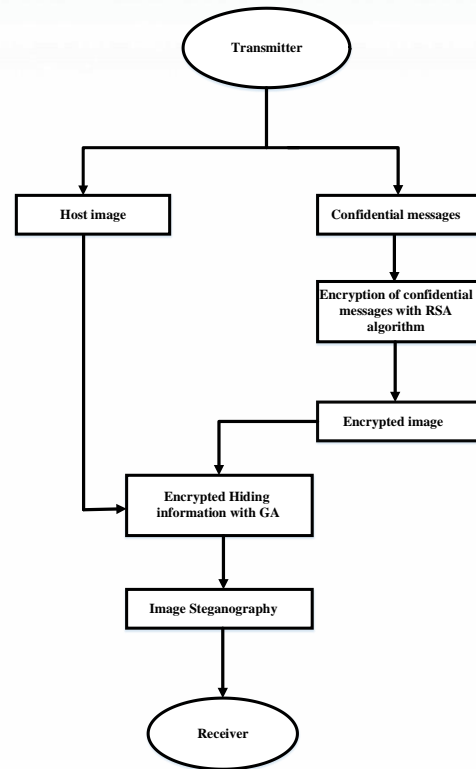 Transmitter
Host image
Confidential messages
Encryption of confidential
messages with RSA
algorithm
Encrypted image
Encrypted Hiding
information with GA
Image Steganography
Receiver